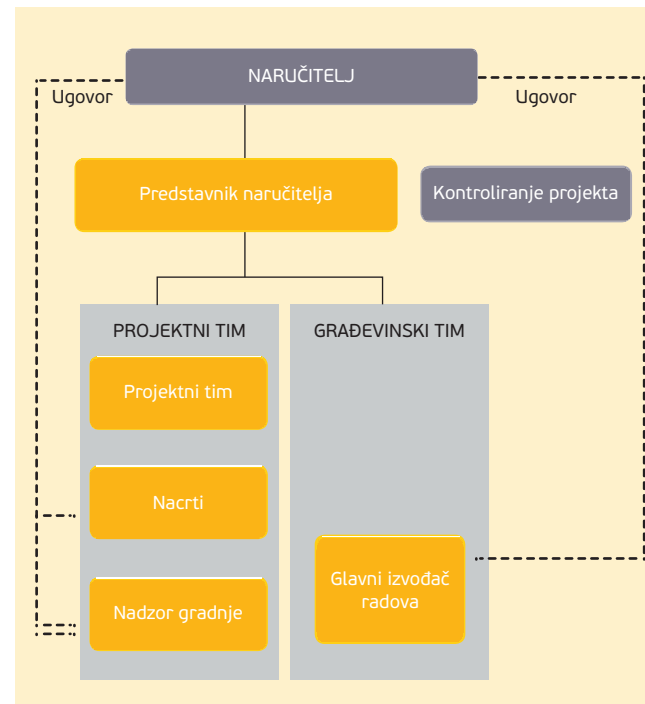 NARUČITELJ
Ugovor
Ugovor
Predstavnik naručitelja
Kontroliranje projekta
PROJEKTNI TIM
GRAĐEVINSKI TIM
Projektni tim
Nacrti
Nadzor gradnje
Glavni izvođač
radova